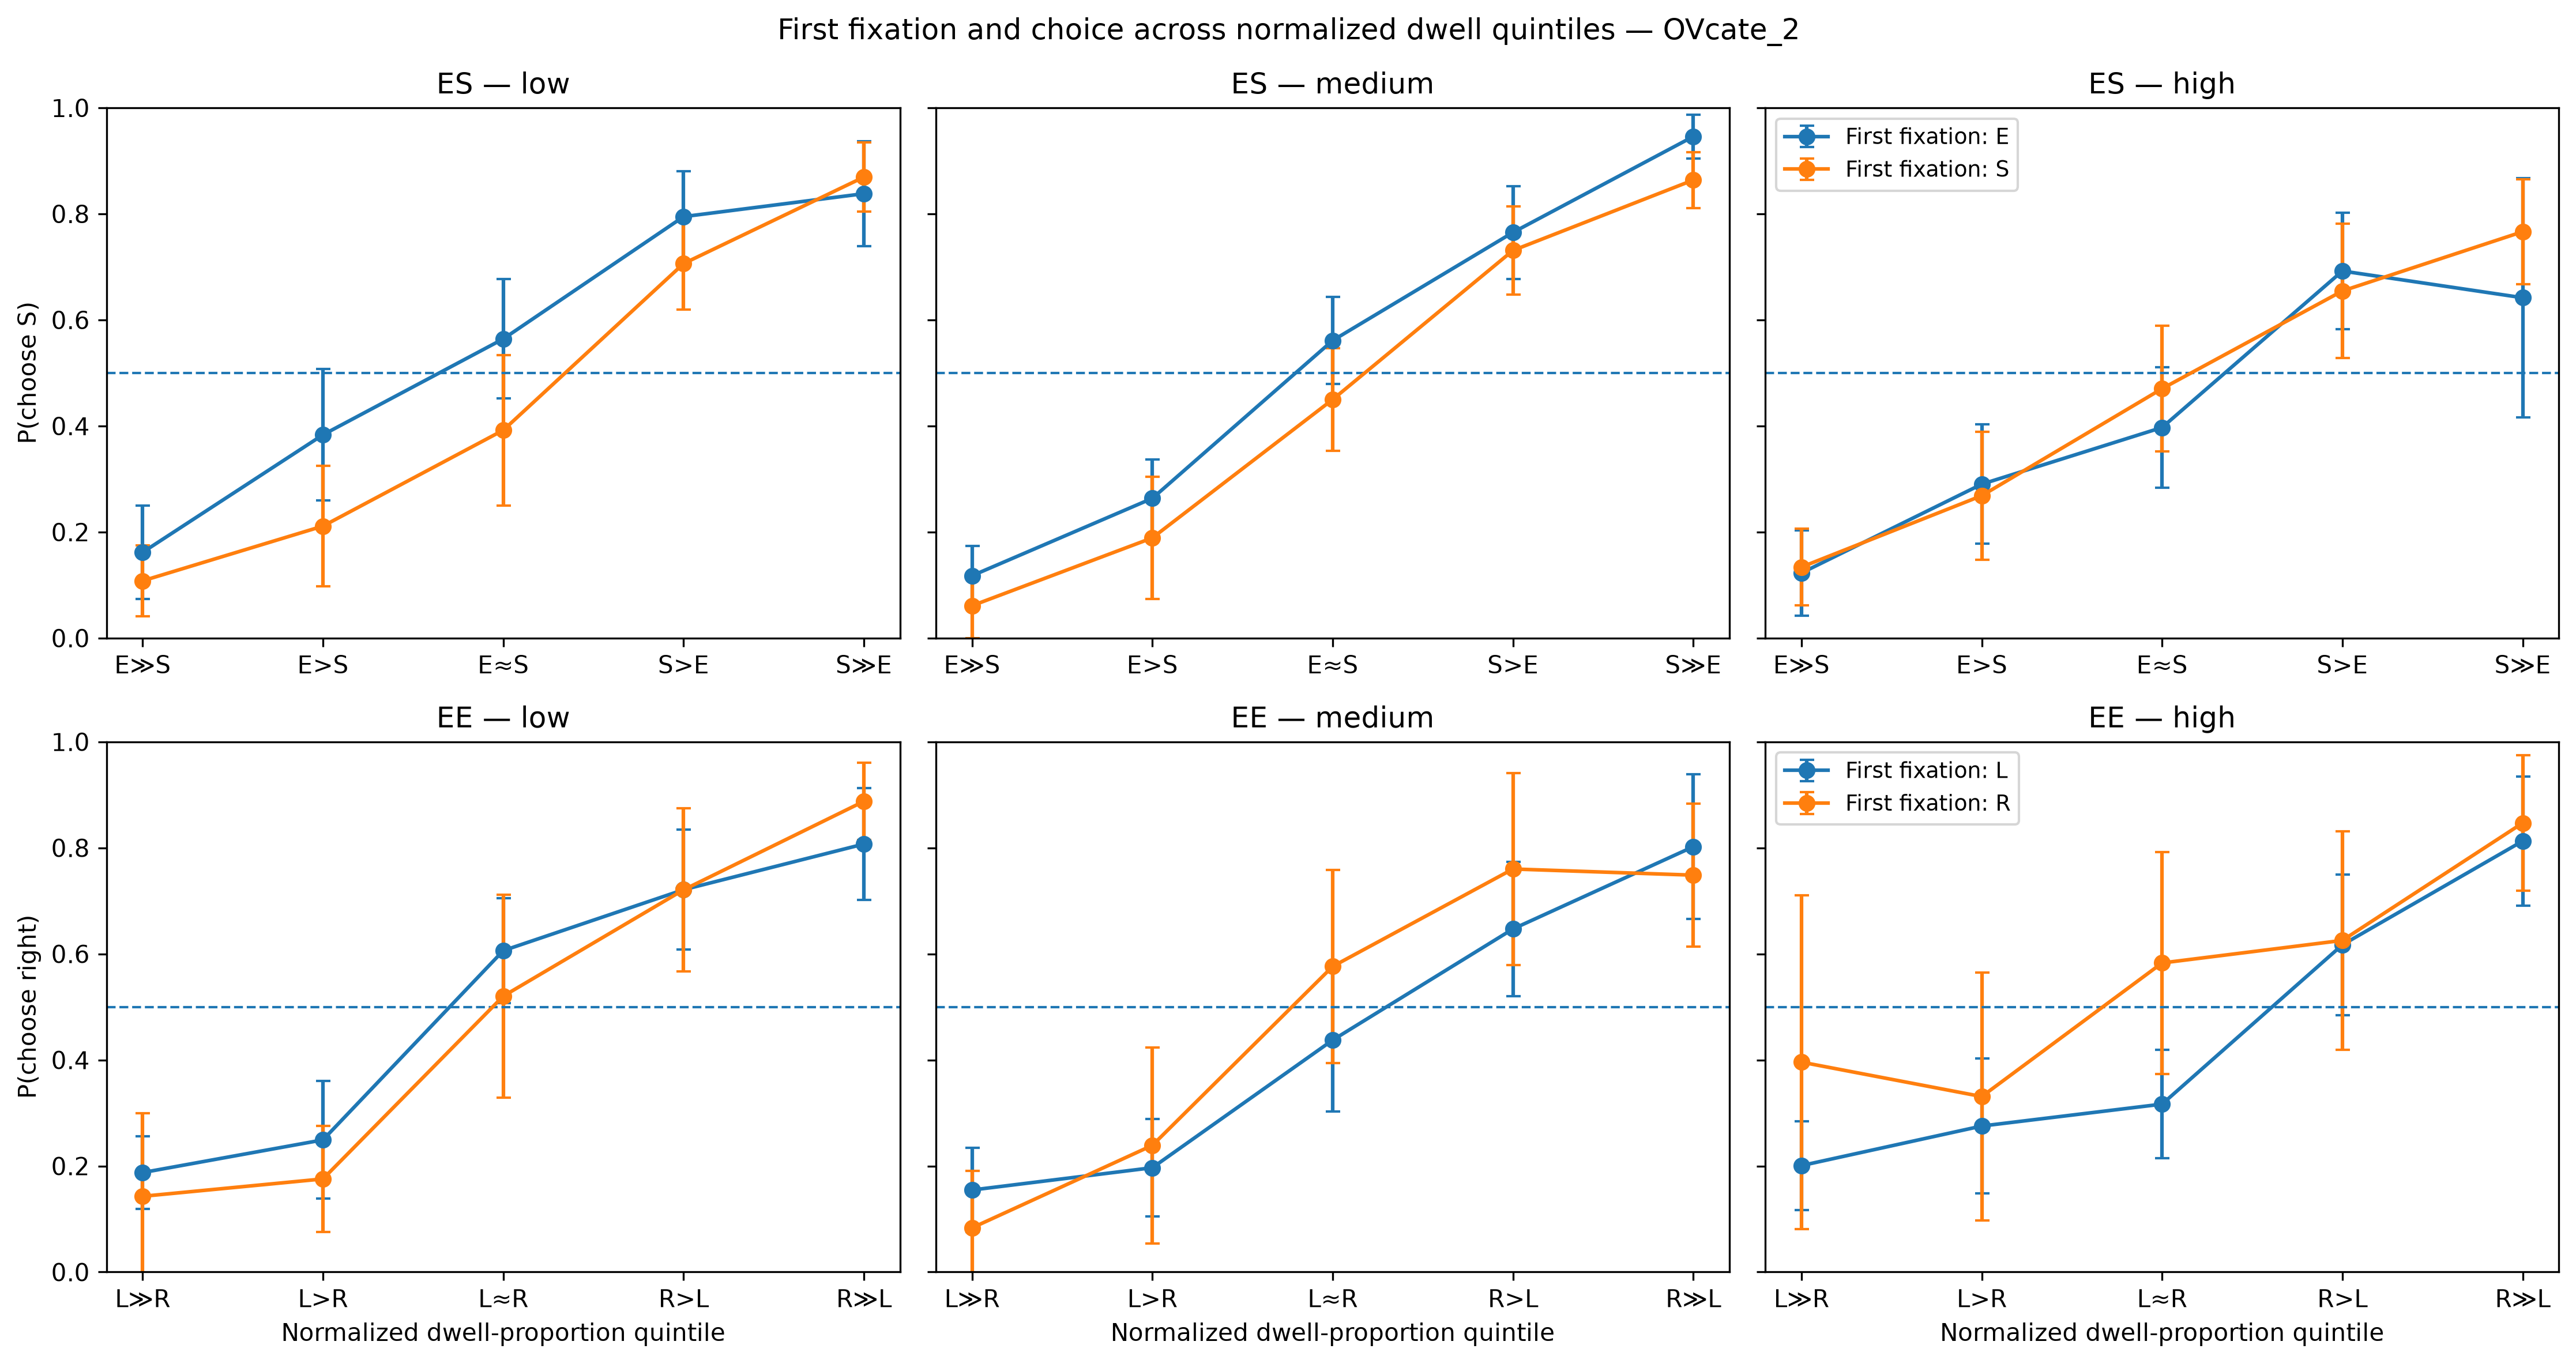 First fixation and choice across normalized dwell quintiles — OVcate_2
ES — low
ES — medium
ES — high
P(choose S)
1.0
0.8
0.6
0.4
0.2
0.0
First fixation: E
First fixation: S
E≫S E>S E≈S S>E S≫E
E≫S E>S E≈S S>E S≫E
E≫S E>S E≈S S>E S≫E
EE — low
EE — medium
EE — high
P(choose right)
1.0
0.8
0.6
0.4
0.2
0.0
First fixation: L
First fixation: R
L≫R L>R L≈R R>L R≫L
L≫R L>R L≈R R>L R≫L
L≫R L>R L≈R R>L R≫L
Normalized dwell-proportion quintile
Normalized dwell-proportion quintile
Normalized dwell-proportion quintile